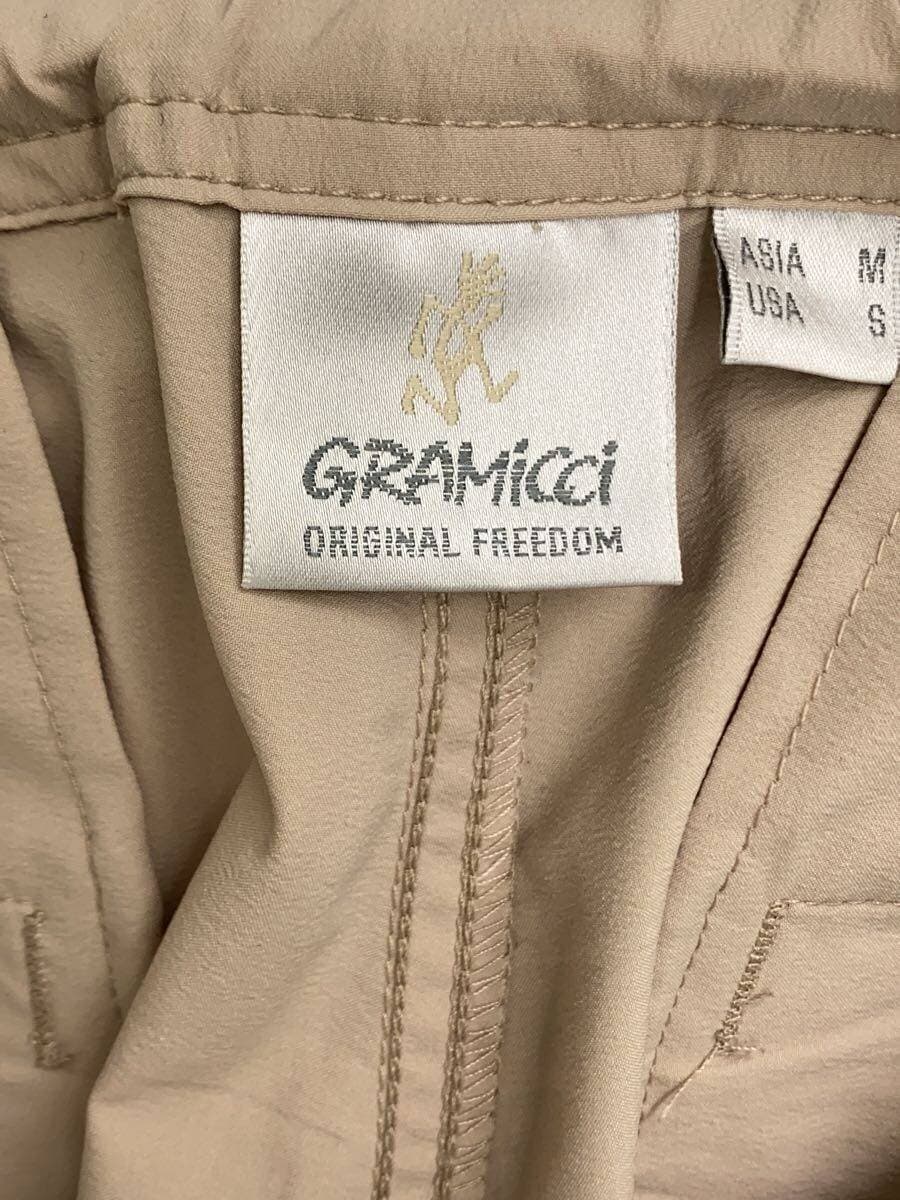 GRAMiCCi
ORIGINAL FREEDOM
ASIA M
USA S